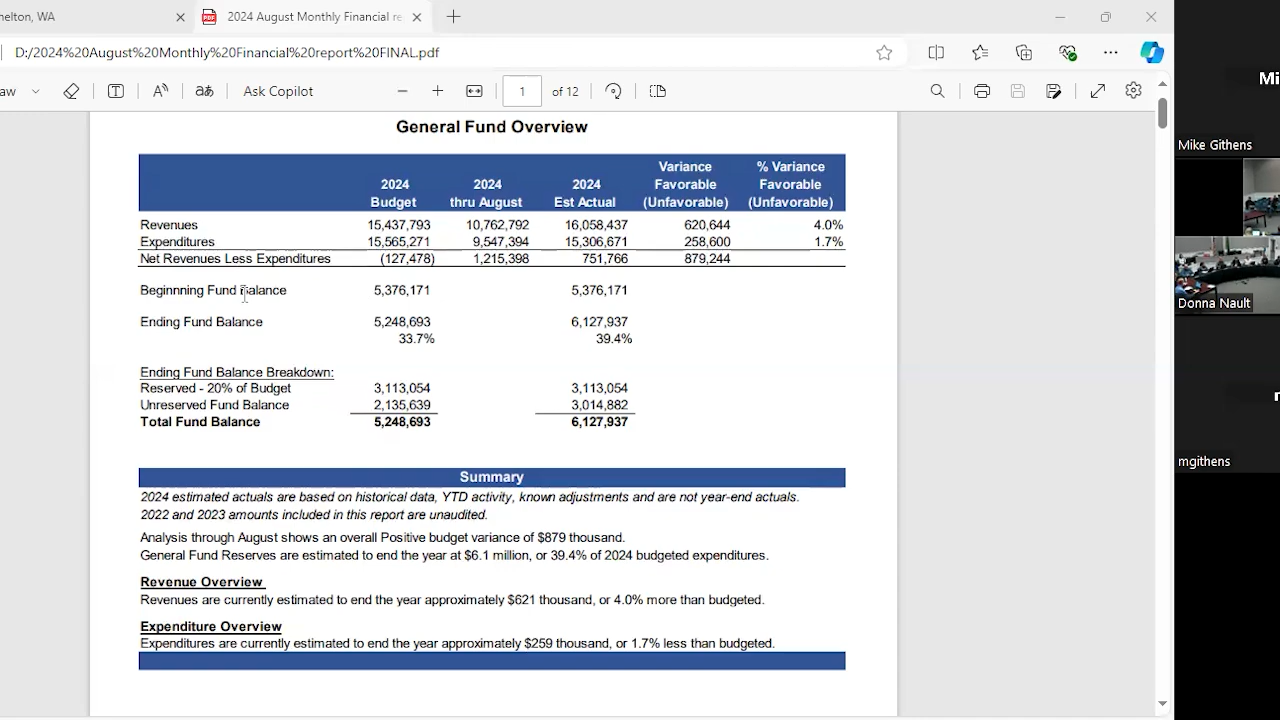 helton, WA
2024 August Monthly Financial re
D:/2024%20August%20Monthly%20Financial%20report%20FINAL.pdf
aw
Ask Copilot
1 of 12
General Fund Overview
2024 Budget 2024 thru August 2024 Est Actual Variance Favorable (Unfavorable) % Variance Favorable (Unfavorable)
Revenues 15,437,793 10,762,792 16,058,437 620,644 4.0%
Expenditures 15,565,271 9,547,394 15,306,671 258,600 1.7%
Net Revenues Less Expenditures (127,478) 1,215,398 751,766 879,244
Beginnning Fund Balance 5,376,171 5,376,171
Ending Fund Balance 5,248,693 6,127,937
33.7% 39.4%
Ending Fund Balance Breakdown:
Reserved - 20% of Budget 3,113,054 3,113,054
Unreserved Fund Balance 2,135,639 3,014,882
Total Fund Balance 5,248,693 6,127,937
Summary
2024 estimated actuals are based on historical data, YTD activity, known adjustments and are not year-end actuals.
2022 and 2023 amounts included in this report are unaudited.
Analysis through August shows an overall Positive budget variance of $879 thousand.
General Fund Reserves are estimated to end the year at $6.1 million, or 39.4% of 2024 budgeted expenditures.
Revenue Overview
Revenues are currently estimated to end the year approximately $621 thousand, or 4.0% more than budgeted.
Expenditure Overview
Expenditures are currently estimated to end the year approximately $259 thousand, or 1.7% less than budgeted.
Mi
Mike Githens
Donna Nault
mgithens